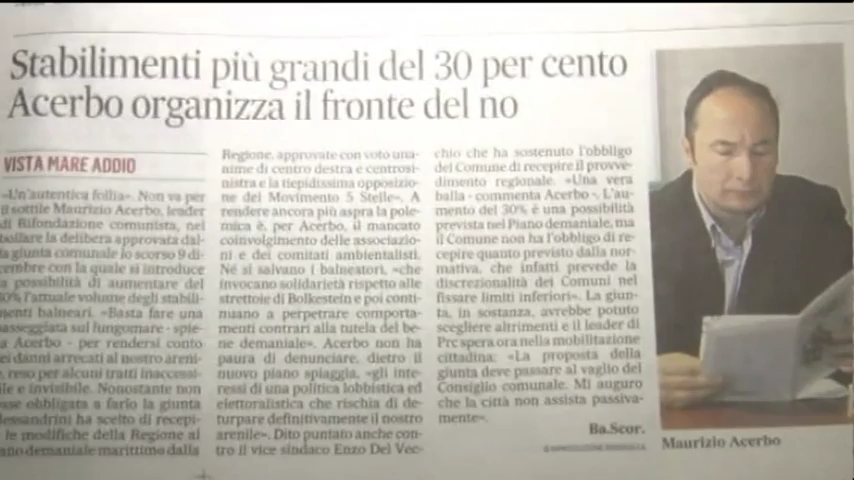 Stabilimenti più grandi del 30 per cento
Acerbo organizza il fronte del no
VISTA MARE ADDIO
«Un'autentica follia». Non va per
il sottile Maurizio Acerbo, leader
di Rifondazione comunista, nel
bollare la delibera approvata dal-
la giunta comunale lo scorso 9 di-
cembre con la quale si introduce
a possibilità di aumentare del
30% l'attuale volume degli stabili-
menti balneari. «Basta fare una
passeggiata sul lungomare - spie-
a Acerbo - per rendersi conto
ei danni arrecati al nostro areni-
, reso per alcuni tratti inaccessi-
ile e invisibile. Nonostante non
osse obbligata a farlo la giunta
lessandrini ha scelto di recepi-
le modifiche della Regione al
ano demaniale marittimo dalla
Regione, approvate con voto una-
nime di centro destra e centrosi-
nistra e la tiepidissima opposizio-
ne del Movimento 5 Stelle». A
rendere ancora più aspra la pole-
mica è, per Acerbo, il mancato
coinvolgimento delle associazio-
ni e dei comitati ambientalisti.
Né si salvano i balneatori, «che
invocano solidarietà rispetto alle
strettoie di Bolkestein e poi conti-
nuano a perpetrare comporta-
menti contrari alla tutela del be-
ne demaniale». Acerbo non ha
paura di denunciare, dietro il
nuovo piano spiaggia, «gli inte-
ressi di una politica lobbistica ed
elettoralistica che rischia di de-
turpare definitivamente il nostro
arenile». Dito puntato anche con-
tro il vice sindaco Enzo Del Vec-
chio che ha sostenuto l'obbligo
del Comune di recepire il provve-
dimento regionale. «Una vera
balla - commenta Acerbo -. L'au-
mento del 30% è una possibilità
prevista nel Piano demaniale, ma
il Comune non ha l'obbligo di re-
cepire quanto previsto dalla nor-
mativa, che infatti prevede la
discrezionalità dei Comuni nel
fissare limiti inferiori». La giun-
ta, in sostanza, avrebbe potuto
scegliere altrimenti e il leader di
Prc spera ora nella mobilitazione
cittadina: «La proposta della
giunta deve passare al vaglio del
Consiglio comunale. Mi auguro
che la città non assista passiva-
mente».
Ba.Scor.
Maurizio Acerbo